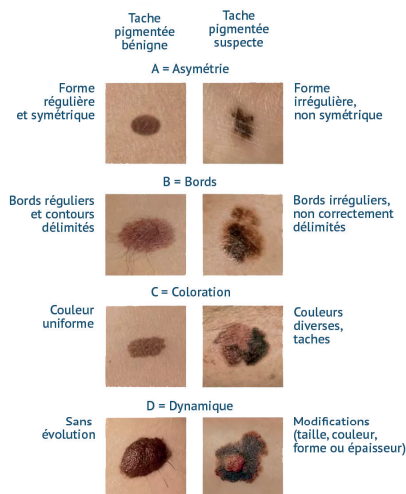 Tache
pigmentée
bénigne
Tache
pigmentée
suspecte
A = Asymétrie
Forme
régulière
et symétrique
Forme
irrégulière,
non symétrique
B = Bords
Bords réguliers
et contours
délimités
Bords irréguliers,
non correctement
délimités
C = Coloration
Couleur
uniforme
Couleurs
diverses,
taches
D = Dynamique
Sans
évolution
Modifications
(taille, couleur,
forme ou épaisseur)